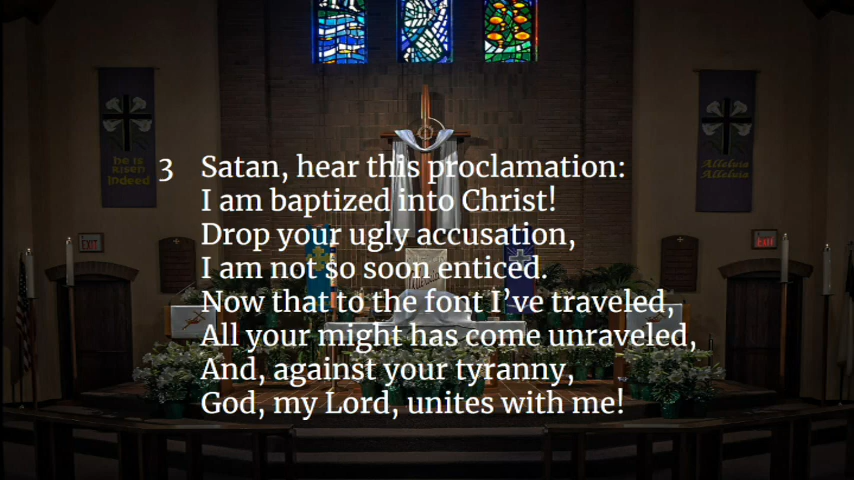 he is
risen
indeed
Alleluia
Alleluia
3 Satan, hear this proclamation:
I am baptized into Christ!
Drop your ugly accusation,
I am not so soon enticed.
Now that to the font I’ve traveled,
All your might has come unraveled,
And, against your tyranny,
God, my Lord, unites with me!
EXIT
EXIT